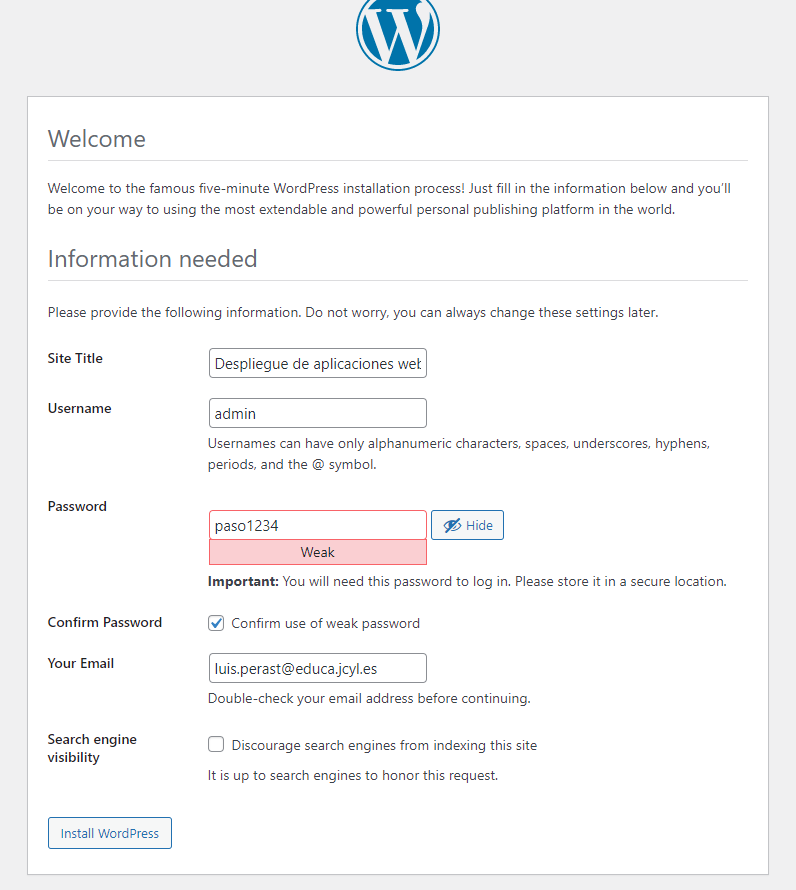 W
Welcome
Welcome to the famous five-minute WordPress installation process! Just fill in the information below and you'll
be on your way to using the most extendable and powerful personal publishing platform in the world.
Information needed
Please provide the following information. Do not worry, you can always change these settings later.
Site Title
Despliegue de aplicaciones web
Username
admin
Usernames can have only alphanumeric characters, spaces, underscores, hyphens,
periods, and the @ symbol.
Password
paso1234
Hide
Weak
Important: You will need this password to log in. Please store it in a secure location.
Confirm Password
Confirm use of weak password
Your Email
luis.perast@educa.jcyl.es
Double-check your email address before continuing.
Search engine
visibility
Discourage search engines from indexing this site
It is up to search engines to honor this request.
Install WordPress